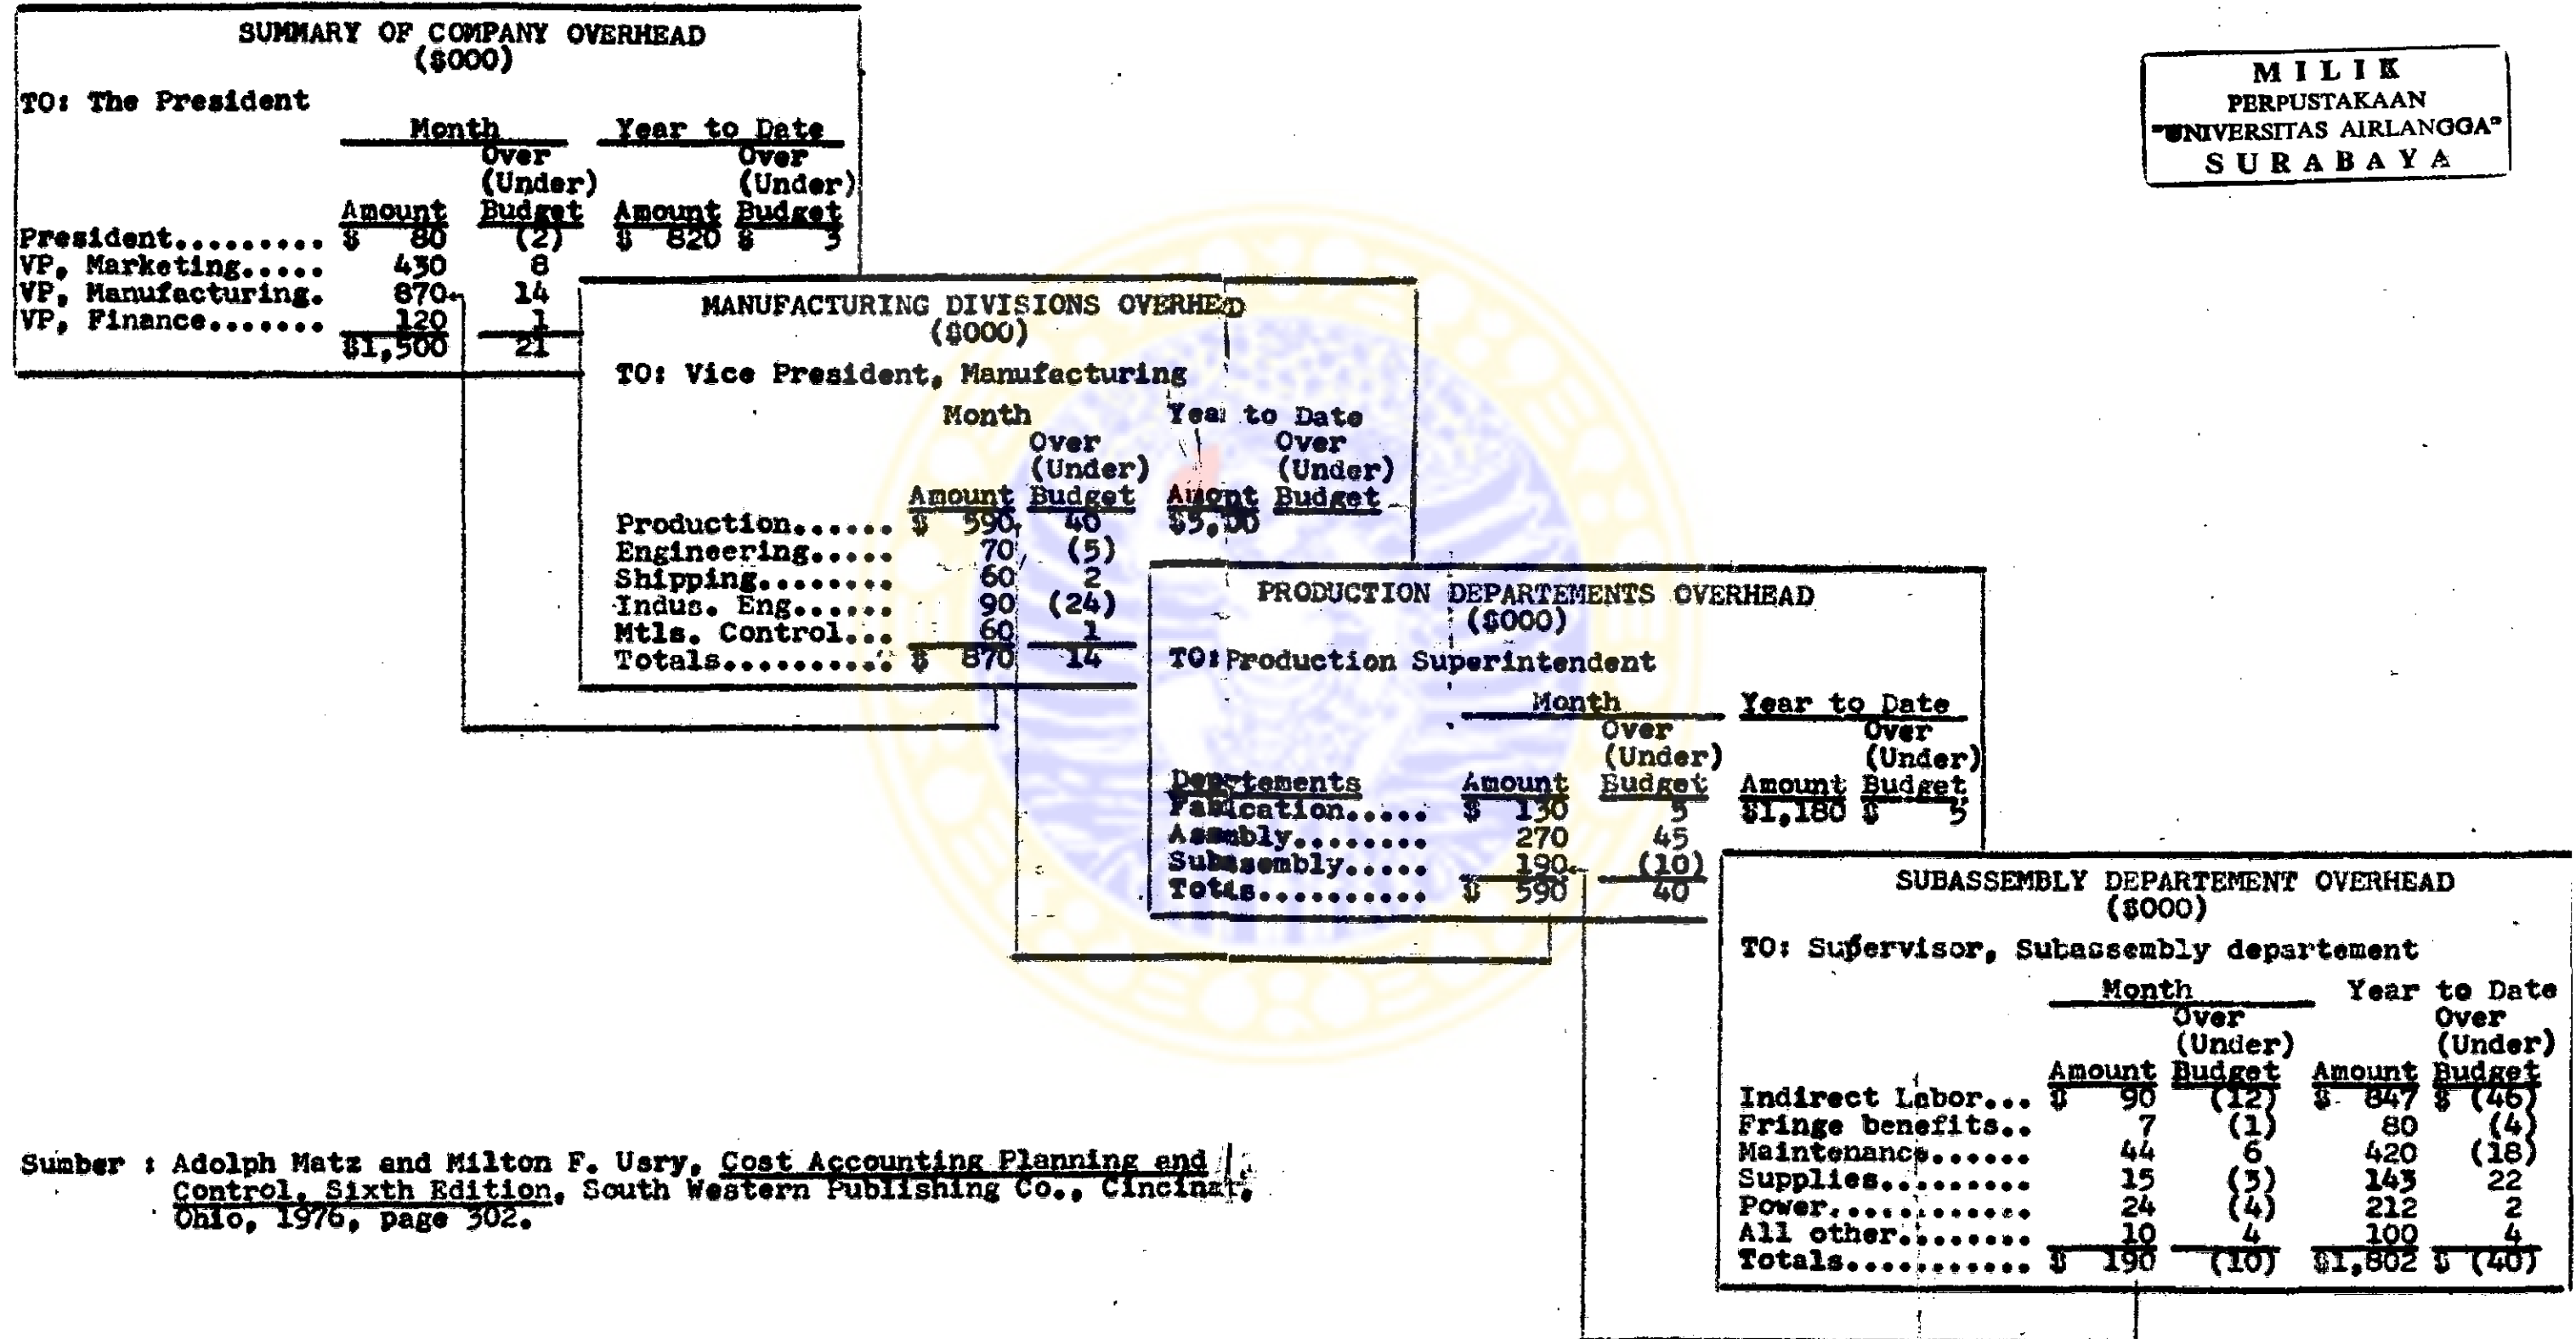 SUMMARY OF COMPANY OVERHEAD
($000)
TO: The President
Month Year to Date
Over Over
(Under) (Under)
Amount Budget Amount Budget
President......... $ 80 (2) $ 820 $ 3
VP, Marketing..... 430 8
VP, Manufacturing. 870 14
VP, Finance....... 120 1
$1,500 21
MILIK
PERPUSTAKAAN
"UNIVERSITAS AIRLANGGA"
SURABAYA
MANUFACTURING DIVISIONS OVERHEAD
($000)
TO: Vice President, Manufacturing
Month Year to Date
Over Over
(Under) (Under)
Amount Budget Budget
Production...... $ 590 40
Engineering..... 70 (5)
Shipping........ 60 2
Indus. Eng...... 90 (24)
Mtls. Control... 60 1
Totals.......... $ 870 14
PRODUCTION DEPARTEMENTS OVERHEAD
($000)
TO:Production Superintendent
Month Year to Date
Over Over
(Under) (Under)
Departements Amount Budget Amount Budget
..... $ 130 5 $1,180 $ 5
........ 270 45
..... 190 (10)
.......... $ 590 40
SUBASSEMBLY DEPARTEMENT OVERHEAD
($000)
TO: Supervisor, Subassembly departement
Month Year to Date
Over Over
(Under) (Under)
Amount Budget Amount Budget
Indirect Labor... $ 90 (12) $ 847 $ (46)
Fringe benefits.. 7 (1) 80 (4)
Maintenance...... 44 6 420 (18)
Supplies......... 15 (3) 143 22
Power............ 24 (4) 212 2
All other........ 10 4 100 4
Totals........... $ 190 (10) $1,802 $ (40)
Sumber : Adolph Matz and Milton F. Usry, Cost Accounting Planning and
Control, Sixth Edition, South Western Publishing Co.,
Ohio, 1976, page 302.